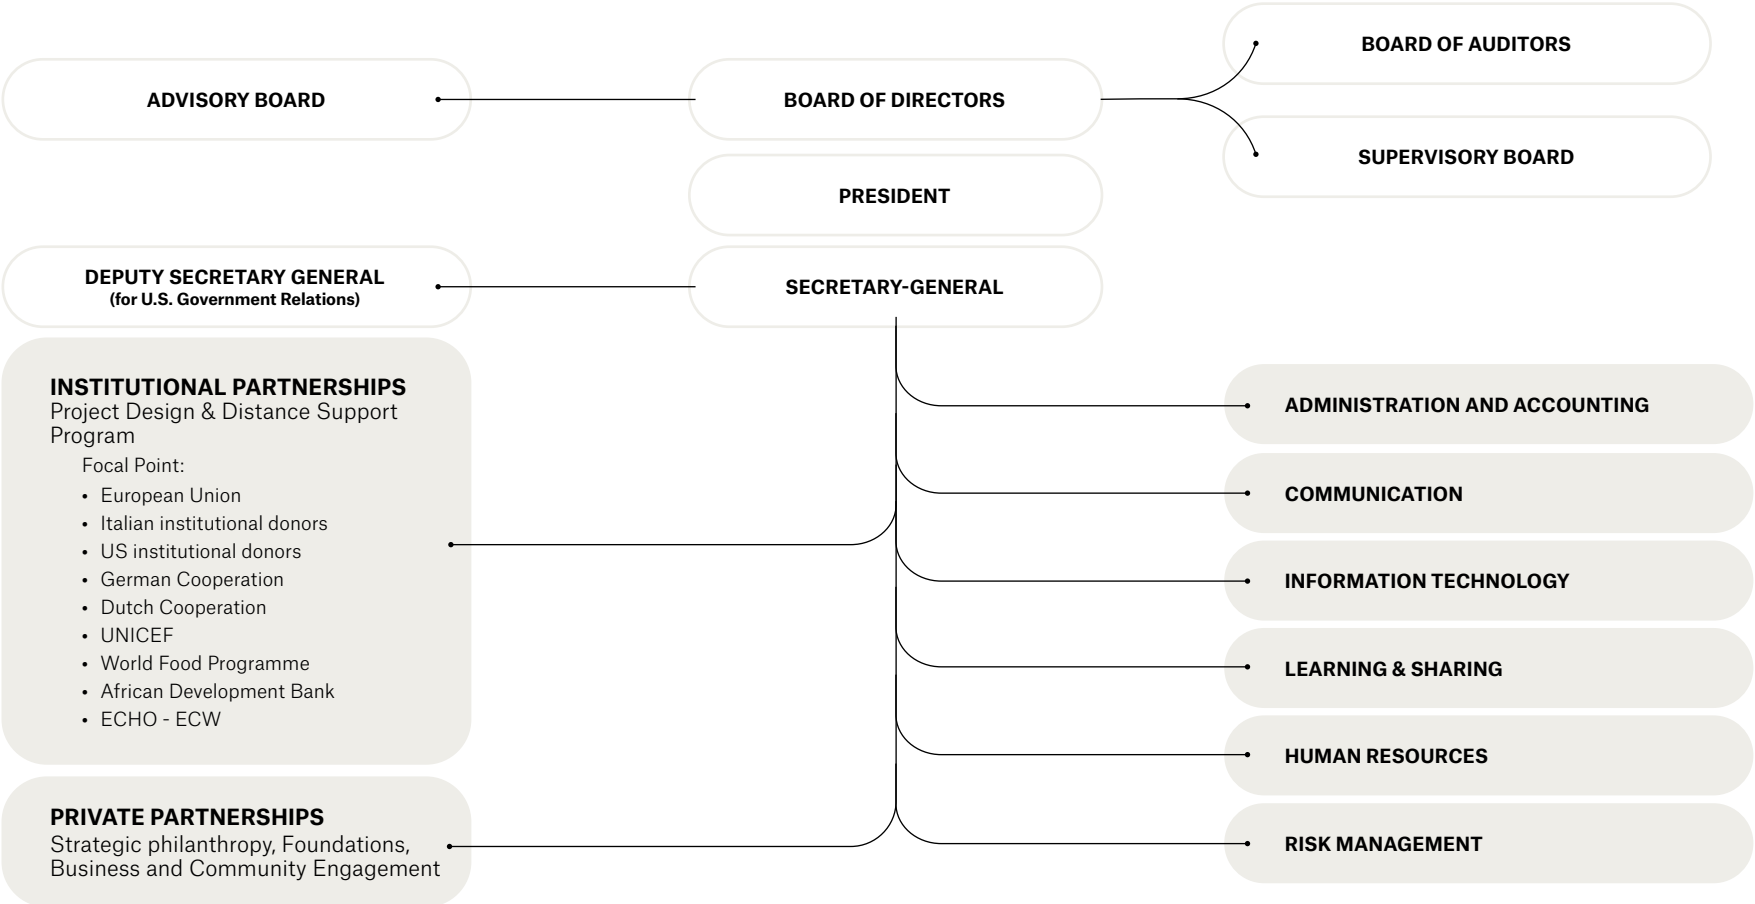 BOARD OF AUDITORS
ADVISORY BOARD
BOARD OF DIRECTORS
SUPERVISORY BOARD
PRESIDENT
DEPUTY SECRETARY GENERAL
(for U.S. Government Relations)
SECRETARY-GENERAL
INSTITUTIONAL PARTNERSHIPS
Project Design & Distance Support
Program
Focal Point:
• European Union
• Italian institutional donors
• US institutional donors
• German Cooperation
• Dutch Cooperation
• UNICEF
• World Food Programme
• African Development Bank
• ECHO - ECW
PRIVATE PARTNERSHIPS
Strategic philanthropy, Foundations,
Business and Community Engagement
ADMINISTRATION AND ACCOUNTING
COMMUNICATION
INFORMATION TECHNOLOGY
LEARNING & SHARING
HUMAN RESOURCES
RISK MANAGEMENT